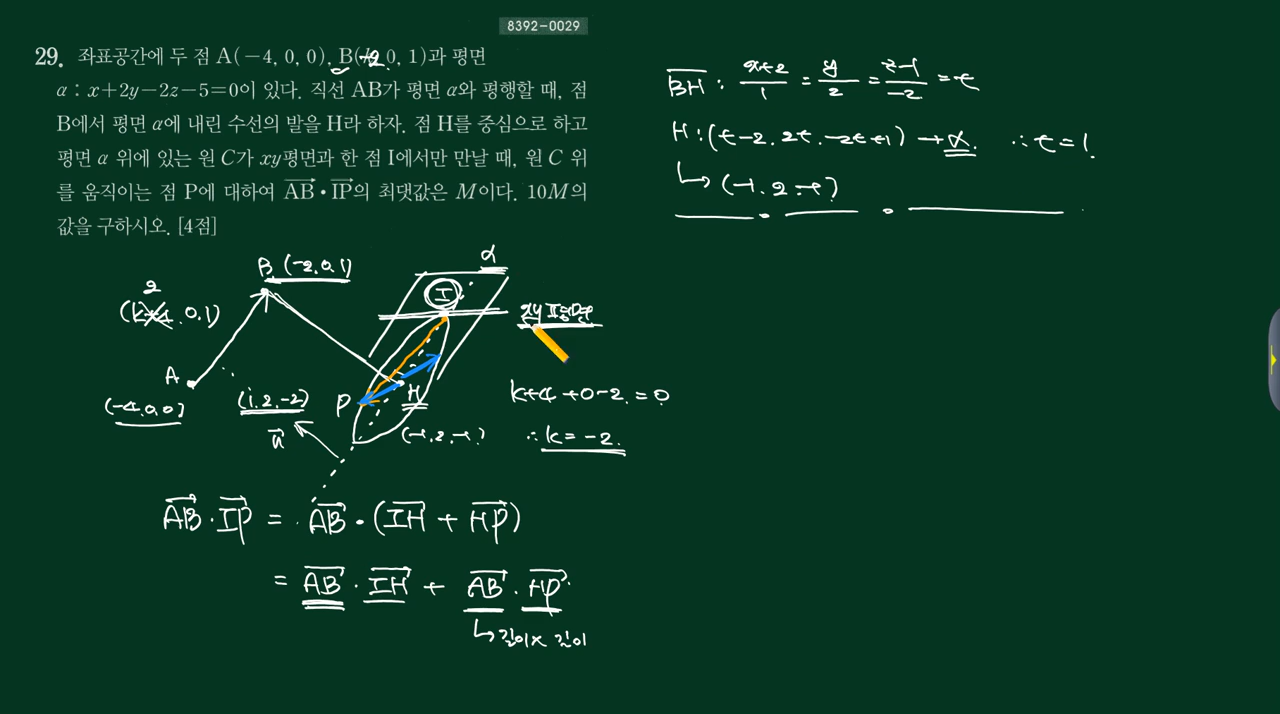 8392-0029
29. 좌표공간에 두 점 A(−4, 0, 0), B(−2, 0, 1)과 평면
α : x+2y−2z−5=0이 있다. 직선 AB가 평면 α와 평행할 때, 점
B에서 평면 α에 내린 수선의 발을 H라 하자. 점 H를 중심으로 하고
평면 α 위에 있는 원 C가 xy평면과 한 점 I에서만 만날 때, 원 C 위
를 움직이는 점 P에 대하여 AB・IP의 최댓값은 M이다. 10M의
값을 구하시오. [4점]
BH : x+2/1 = y/2 = z−1/−2 = t
H : (t−2, 2t, −2t+1) → α. ∴ t=1.
↳ (−1, 2, −1)
α
B (−2, 0, 1)
2
(k+4, 0, 1)
I
xy평면
A
(−4, 0, 0)
(1, 2, −2)
n
P
H
(−1, 2, −1)
k+4+0−2=0
∴ k=−2.
AB・IP = AB・(IH + HP)
= AB・IH + AB・HP
↳ 길이×길이